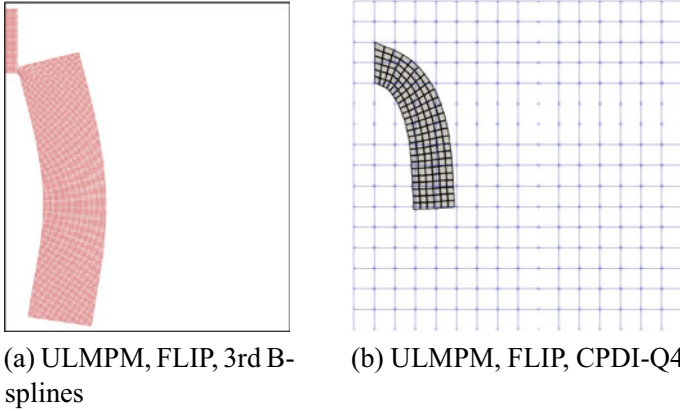 (a) ULMPM, FLIP, 3rd B-
splines
(b) ULMPM, FLIP, CPDI-Q4